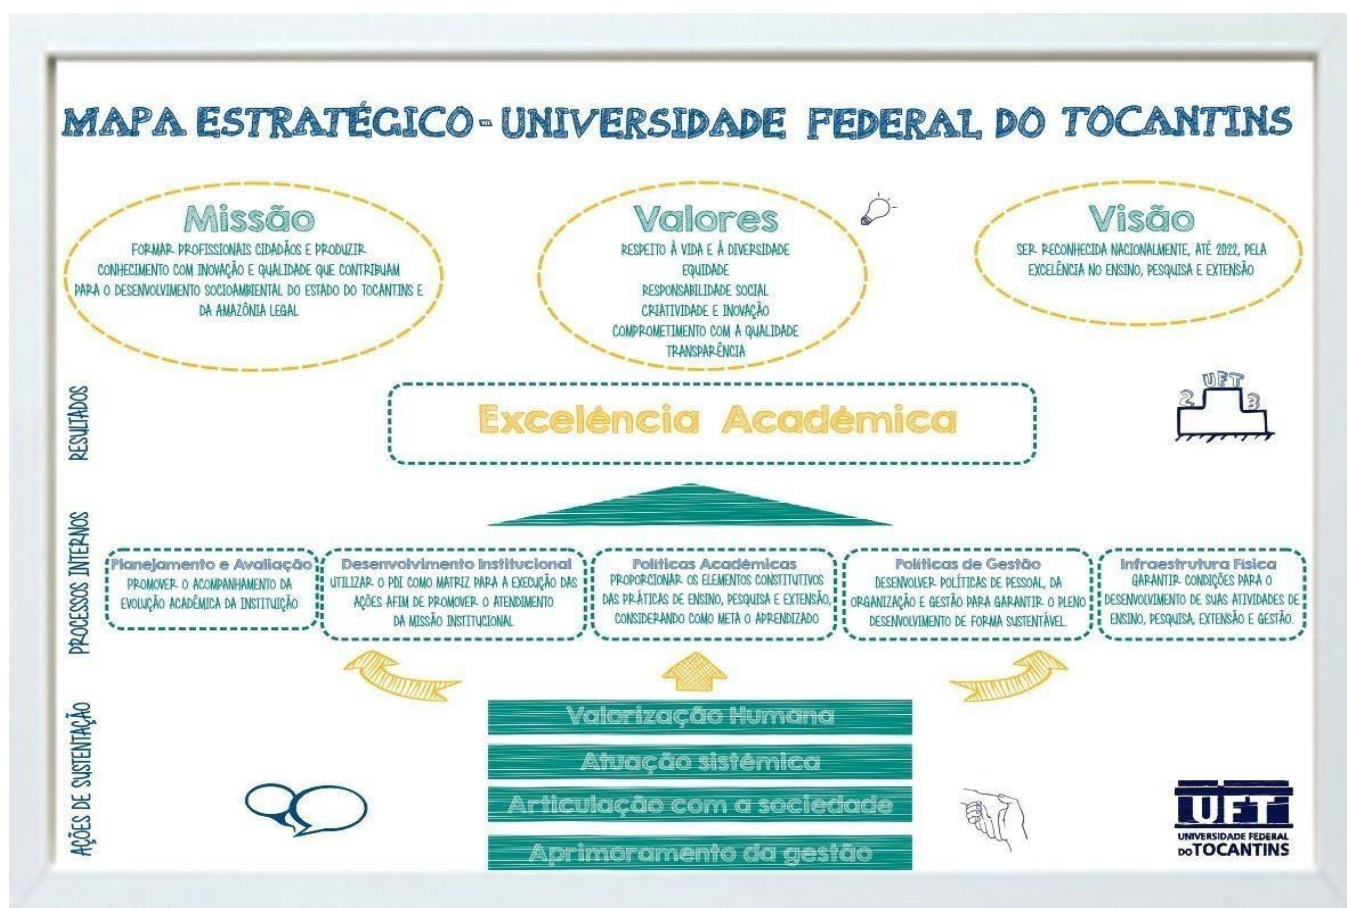 MAPA ESTRATÉGICO - UNIVERSIDADE FEDERAL DO TOCANTINS
Missão
FORMAR PROFISSIONAIS CIDADÃOS E PRODUZIR
CONHECIMENTO COM INOVAÇÃO E QUALIDADE QUE CONTRIBUAM
PARA O DESENVOLVIMENTO SOCIOAMBIENTAL DO ESTADO DO TOCANTINS E
DA AMAZÔNIA LEGAL
Valores
RESPEITO À VIDA E À DIVERSIDADE
EQUIDADE
RESPONSABILIDADE SOCIAL
CRIATIVIDADE E INOVAÇÃO
COMPROMETIMENTO COM A QUALIDADE
TRANSPARÊNCIA
Visão
SER RECONHECIDA NACIONALMENTE, ATÉ 2022, PELA
EXCELÊNCIA NO ENSINO, PESQUISA E EXTENSÃO
RESULTADOS
Excelência Acadêmica
UFT
2
3
PROCESSOS INTERNOS
Planejamento e Avaliação
PROMOVER O ACOMPANHAMENTO DA
EVOLUÇÃO ACADÊMICA DA INSTITUIÇÃO
Desenvolvimento Institucional
UTILIZAR O PDI COMO MATRIZ PARA A EXECUÇÃO DAS
AÇÕES AFIM DE PROMOVER O ATENDIMENTO
DA MISSÃO INSTITUCIONAL
Políticas Acadêmicas
PROPORCIONAR OS ELEMENTOS CONSTITUTIVOS
DAS PRÁTICAS DE ENSINO, PESQUISA E EXTENSÃO,
CONSIDERANDO COMO META O APRENDIZADO
Políticas de Gestão
DESENVOLVER POLÍTICAS DE PESSOAL, DA
ORGANIZAÇÃO E GESTÃO PARA GARANTIR O PLENO
DESENVOLVIMENTO DE FORMA SUSTENTÁVEL.
Infraestrutura Física
GARANTIR CONDIÇÕES PARA O
DESENVOLVIMENTO DE SUAS ATIVIDADES DE
ENSINO, PESQUISA, EXTENSÃO E GESTÃO.
AÇÕES DE SUSTENTAÇÃO
Valorização Humana
Atuação sistêmica
Articulação com a sociedade
Aprimoramento da gestão
UFT
UNIVERSIDADE FEDERAL
DO TOCANTINS